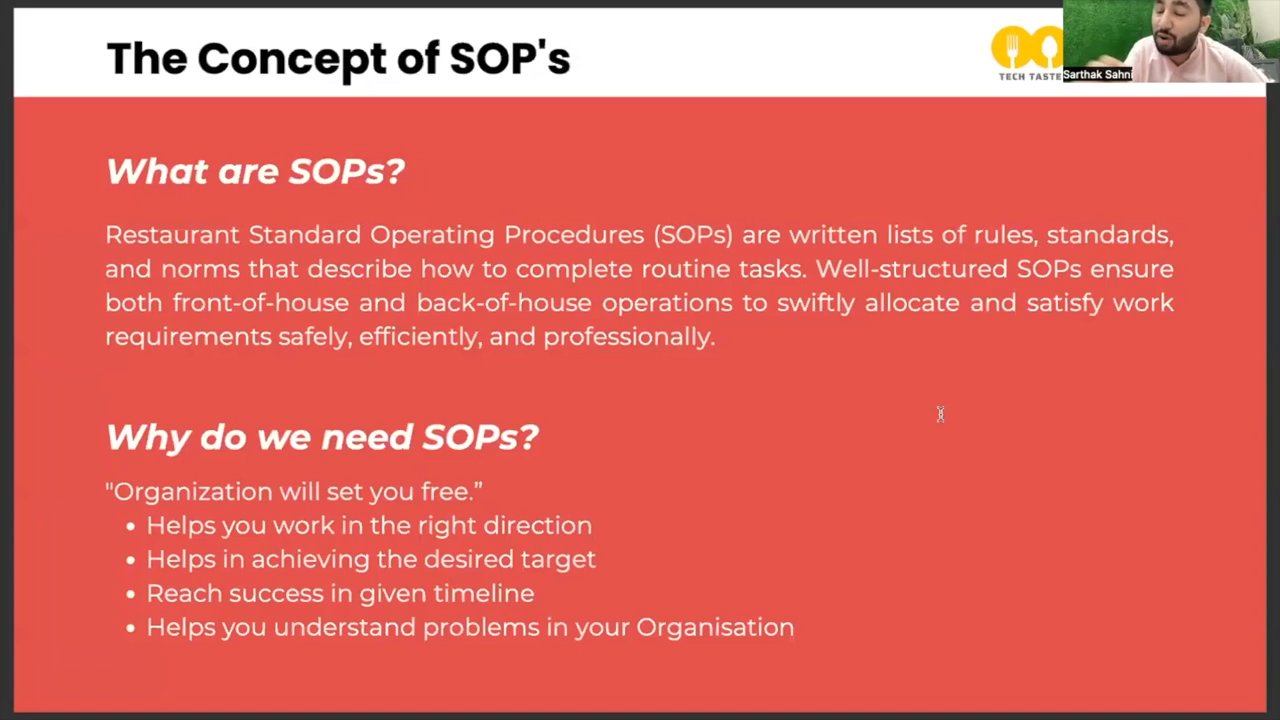 The Concept of SOP's
TECH TASTE
Sarthak Sahni
What are SOPs?
Restaurant Standard Operating Procedures (SOPs) are written lists of rules, standards,
and norms that describe how to complete routine tasks. Well-structured SOPs ensure
both front-of-house and back-of-house operations to swiftly allocate and satisfy work
requirements safely, efficiently, and professionally.
Why do we need SOPs?
"Organization will set you free.”
• Helps you work in the right direction
• Helps in achieving the desired target
• Reach success in given timeline
• Helps you understand problems in your Organisation